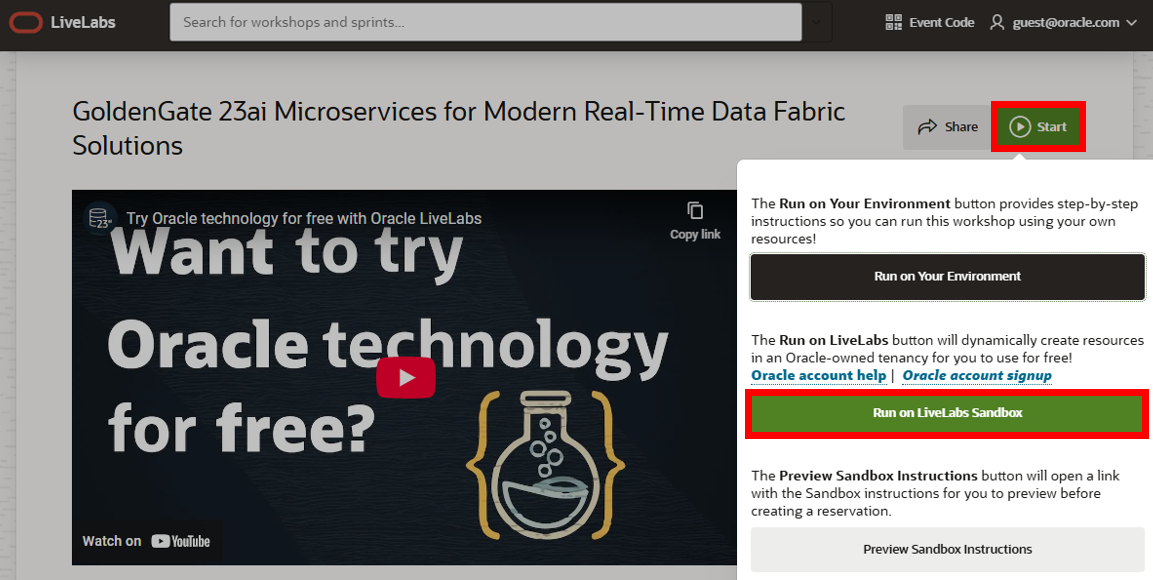 LiveLabs
Search for workshops and sprints...
Event Code
guest@oracle.com
GoldenGate 23ai Microservices for Modern Real-Time Data Fabric
Solutions
Share
Start
23ai
Try Oracle technology for free with Oracle LiveLabs
Copy link
Want to try
Oracle technology
for free?
Watch on YouTube
The Run on Your Environment button provides step-by-step
instructions so you can run this workshop using your own
resources!
Run on Your Environment
The Run on LiveLabs button will dynamically create resources
in an Oracle-owned tenancy for you to use for free!
Oracle account help | Oracle account signup
Run on LiveLabs Sandbox
The Preview Sandbox Instructions button will open a link
with the Sandbox instructions for you to preview before
creating a reservation.
Preview Sandbox Instructions